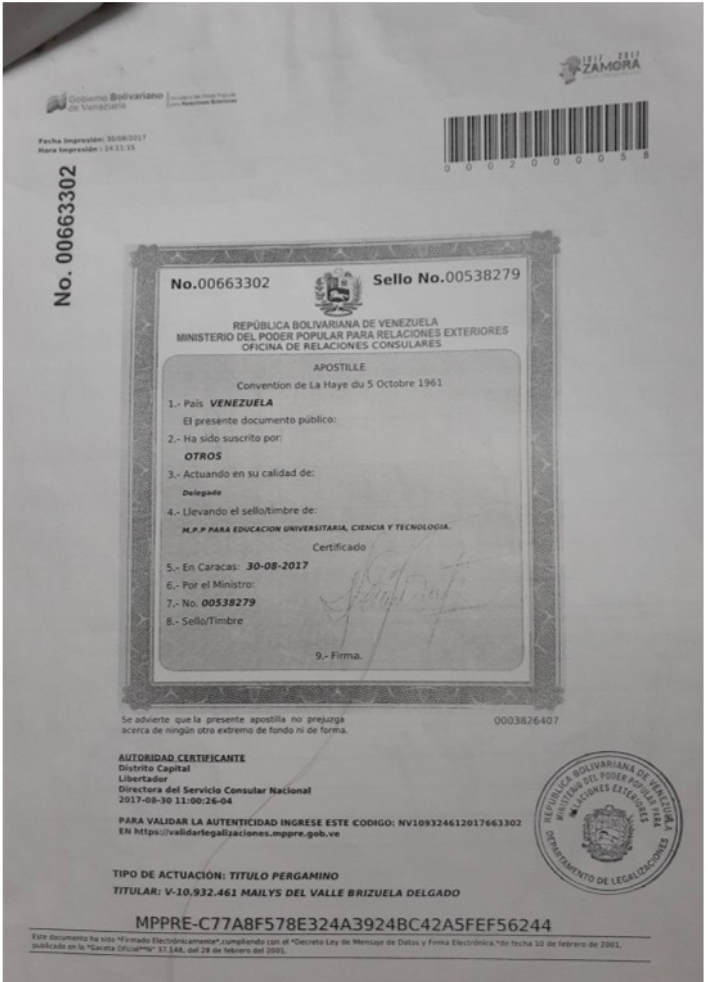 1817 2017
ZAMORA
Gobierno Bolivariano
de Venezuela
Ministerio del Poder Popular
para Relaciones Exteriores
Fecha Impresión: 30/08/2017
Hora Impresión : 14:11:15
0 0 0 2 0 0 0 0 5 8
No. 00663302
No.00663302
Sello No.00538279
REPÚBLICA BOLIVARIANA DE VENEZUELA
MINISTERIO DEL PODER POPULAR PARA RELACIONES EXTERIORES
OFICINA DE RELACIONES CONSULARES
APOSTILLE
Convention de La Haye du 5 Octobre 1961
1.- País VENEZUELA
El presente documento público:
2.- Ha sido suscrito por:
OTROS
3.- Actuando en su calidad de:
Delegado
4.- Llevando el sello/timbre de:
M.P.P PARA EDUCACION UNIVERSITARIA, CIENCIA Y TECNOLOGIA.
Certificado
5.- En Caracas: 30-08-2017
6.- Por el Ministro:
7.- No. 00538279
8.- Sello/Timbre
9.- Firma.
Se advierte que la presente apostilla no prejuzga
acerca de ningún otro extremo de fondo ni de forma.
0003826407
AUTORIDAD CERTIFICANTE
Distrito Capital
Libertador
Directora del Servicio Consular Nacional
2017-08-30 11:00:26-04
PARA VALIDAR LA AUTENTICIDAD INGRESE ESTE CODIGO: NV109324612017663302
EN https://validarlegalizaciones.mppre.gob.ve
REPUBLICA BOLIVARIANA DE VENEZUELA
MINISTERIO DEL PODER POPULAR PARA
RELACIONES EXTERIORES
DEPARTAMENTO DE LEGALIZACIONES
TIPO DE ACTUACIÓN: TITULO PERGAMINO
TITULAR: V-10.932.461 MAILYS DEL VALLE BRIZUELA DELGADO
MPPRE-C77A8F578E324A3924BC42A5FEF56244
Este documento ha sido "Firmado Electrónicamente",cumpliendo con el "Decreto Ley de Mensaje de Datos y Firma Electrónica,"de fecha 10 de febrero de 2001,
publicado en la "Gaceta Oficial""N° 37.148, del 28 de febrero del 2001.